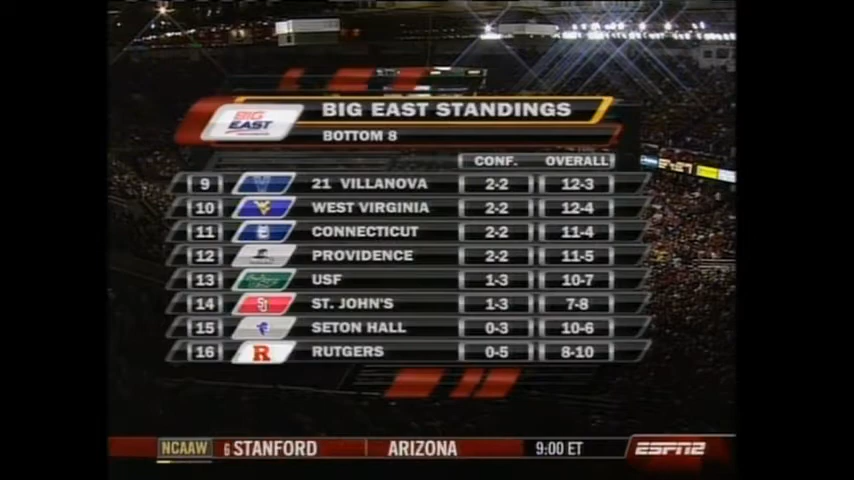 BIG EAST STANDINGS
BIG
EAST
BOTTOM 8
CONF. OVERALL
9 21 VILLANOVA 2-2 12-3
10 WEST VIRGINIA 2-2 12-4
11 CONNECTICUT 2-2 11-4
12 PROVIDENCE 2-2 11-5
13 USF 1-3 10-7
14 ST. JOHN'S 1-3 7-8
15 SETON HALL 0-3 10-6
16 R RUTGERS 0-5 8-10
NCAAW 6 STANFORD ARIZONA 9:00 ET ESPN2